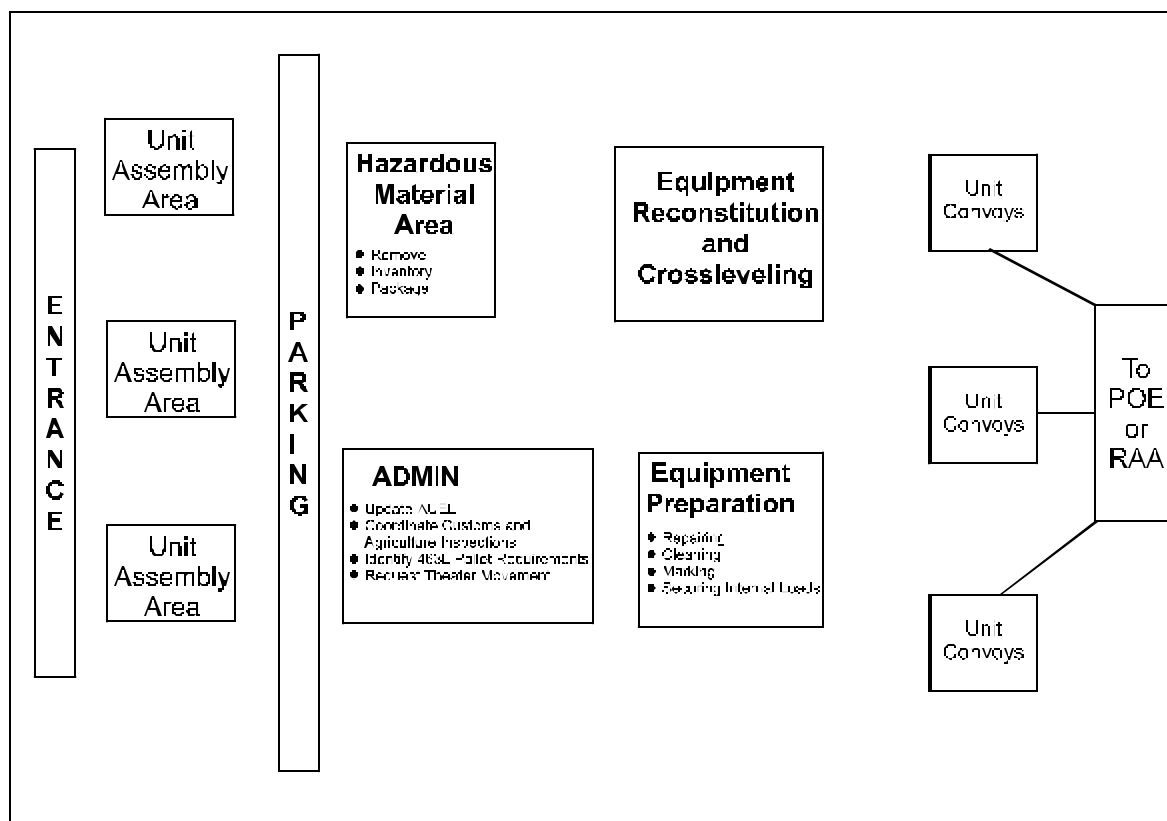 ENTRANCE
Unit
Assembly
Area
Unit
Assembly
Area
Unit
Assembly
Area
PARKING
Hazardous
Material
Area
● Remove
● Inventory
● Package
ADMIN
● Update AUEL
● Coordinate Customs and
Agriculture Inspections
● Identify 463L Pallet Requirements
● Request Theater Movement
Equipment
Reconstitution
and
Crossleveling
Equipment
Preparation
● Repairing
● Cleaning
● Marking
● Securing Internal Loads
Unit
Convoys
Unit
Convoys
Unit
Convoys
To
POE
or
RAA